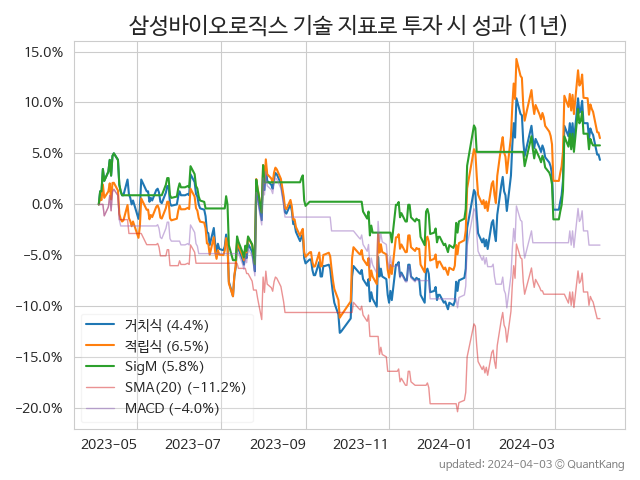 삼성바이오로직스 기술 지표로 투자 시 성과 (1년)
15.0%
10.0%
5.0%
0.0%
−5.0%
−10.0%
−15.0%
−20.0%
거치식 (4.4%)
적립식 (6.5%)
SigM (5.8%)
SMA(20) (−11.2%)
MACD (−4.0%)
2023-05 2023-07 2023-09 2023-11 2024-01 2024-03
updated: 2024-04-03 © QuantKang